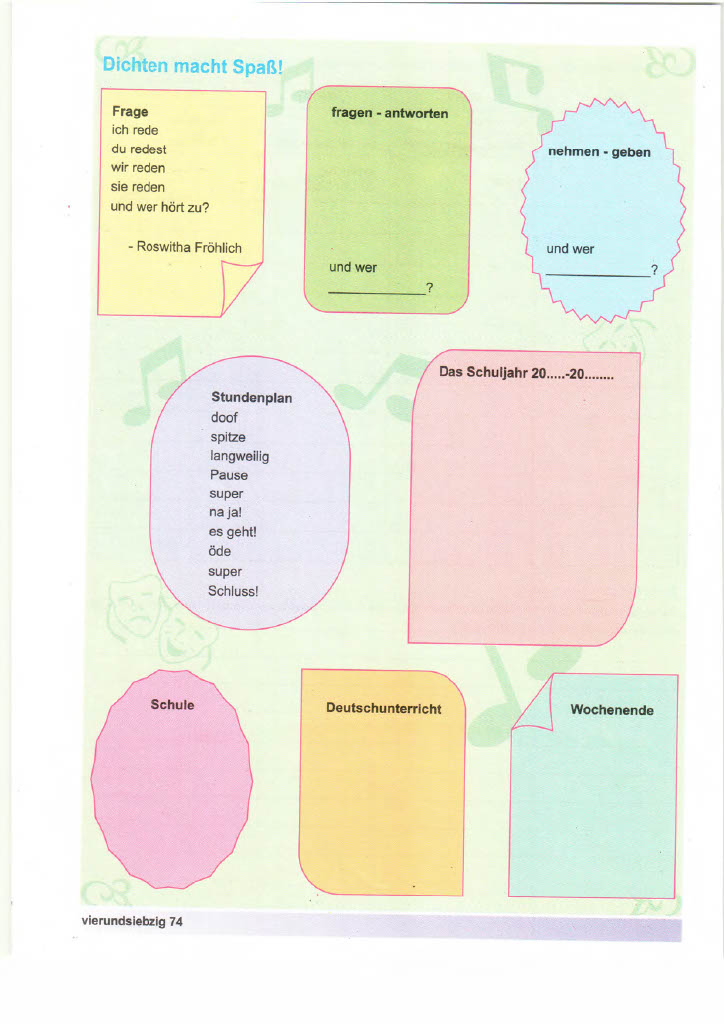 Dichten macht Spaß!
Frage
ich rede
du redest
wir reden
sie reden
und wer hört zu?
- Roswitha Fröhlich
fragen - antworten
und wer
____________?
nehmen - geben
und wer
____________?
Stundenplan
doof
spitze
langweilig
Pause
super
na ja!
es geht!
öde
super
Schluss!
Das Schuljahr 20.....-20........
Schule
Deutschunterricht
Wochenende
vierundsiebzig 74